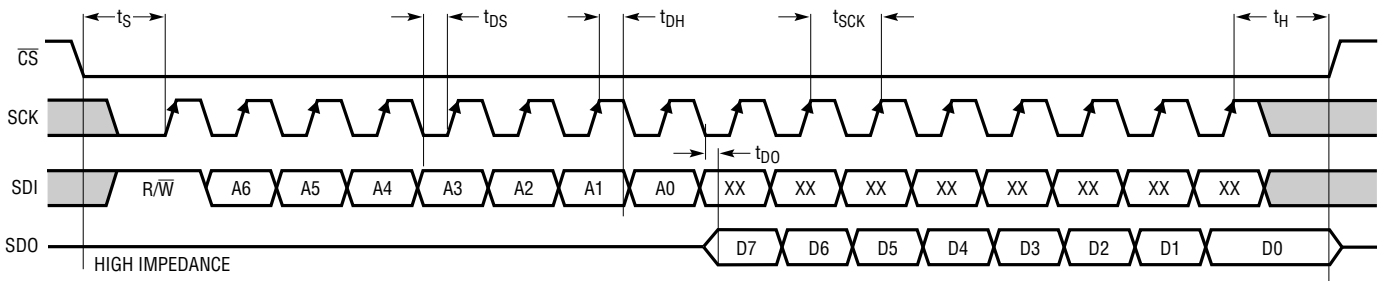 tS tDS tDH tSCK tH
CS
SCK
tDO
SDI R/W A6 A5 A4 A3 A2 A1 A0 XX XX XX XX XX XX XX XX
SDO D7 D6 D5 D4 D3 D2 D1 D0
HIGH IMPEDANCE